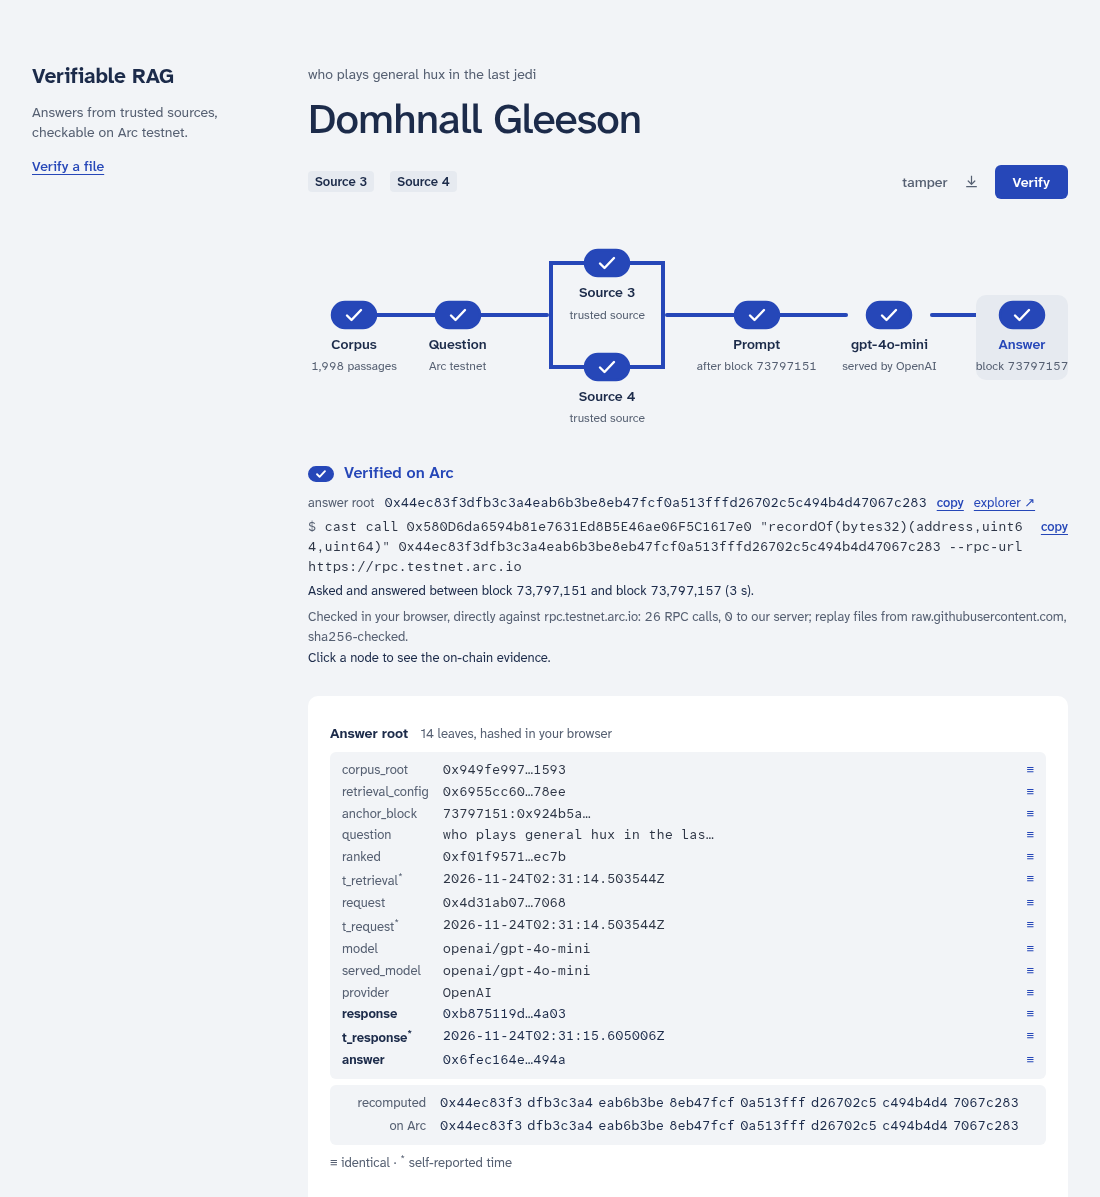 Verifiable RAG
Answers from trusted sources,
checkable on Arc testnet.
Verify a file
who plays general hux in the last jedi
Domhnall Gleeson
Source 3 Source 4
tamper Verify
Source 3
trusted source
Corpus
1,998 passages
Question
Arc testnet
Source 4
trusted source
Prompt
after block 73797151
gpt-4o-mini
served by OpenAI
Answer
block 73797157
Verified on Arc
answer root 0x44ec83f3dfb3c3a4eab6b3be8eb47fcf0a513fffd26702c5c494b4d47067c283 copy explorer ↗
$ cast call 0x580D6da6594b81e7631Ed8B5E46ae06F5C1617e0 "recordOf(bytes32)(address,uint6 copy
4,uint64)" 0x44ec83f3dfb3c3a4eab6b3be8eb47fcf0a513fffd26702c5c494b4d47067c283 --rpc-url
https://rpc.testnet.arc.io
Asked and answered between block 73,797,151 and block 73,797,157 (3 s).
Checked in your browser, directly against rpc.testnet.arc.io: 26 RPC calls, 0 to our server; replay files from raw.githubusercontent.com,
sha256-checked.
Click a node to see the on-chain evidence.
Answer root 14 leaves, hashed in your browser
corpus_root 0x949fe997…1593 ≡
retrieval_config 0x6955cc60…78ee ≡
anchor_block 73797151:0x924b5a… ≡
question who plays general hux in the las… ≡
ranked 0xf01f9571…ec7b ≡
t_retrieval* 2026-11-24T02:31:14.503544Z ≡
request 0x4d31ab07…7068 ≡
t_request* 2026-11-24T02:31:14.503544Z ≡
model openai/gpt-4o-mini ≡
served_model openai/gpt-4o-mini ≡
provider OpenAI ≡
response 0xb875119d…4a03 ≡
t_response* 2026-11-24T02:31:15.605006Z ≡
answer 0x6fec164e…494a ≡
recomputed 0x44ec83f3 dfb3c3a4 eab6b3be 8eb47fcf 0a513fff d26702c5 c494b4d4 7067c283
on Arc 0x44ec83f3 dfb3c3a4 eab6b3be 8eb47fcf 0a513fff d26702c5 c494b4d4 7067c283
≡ identical · * self-reported time